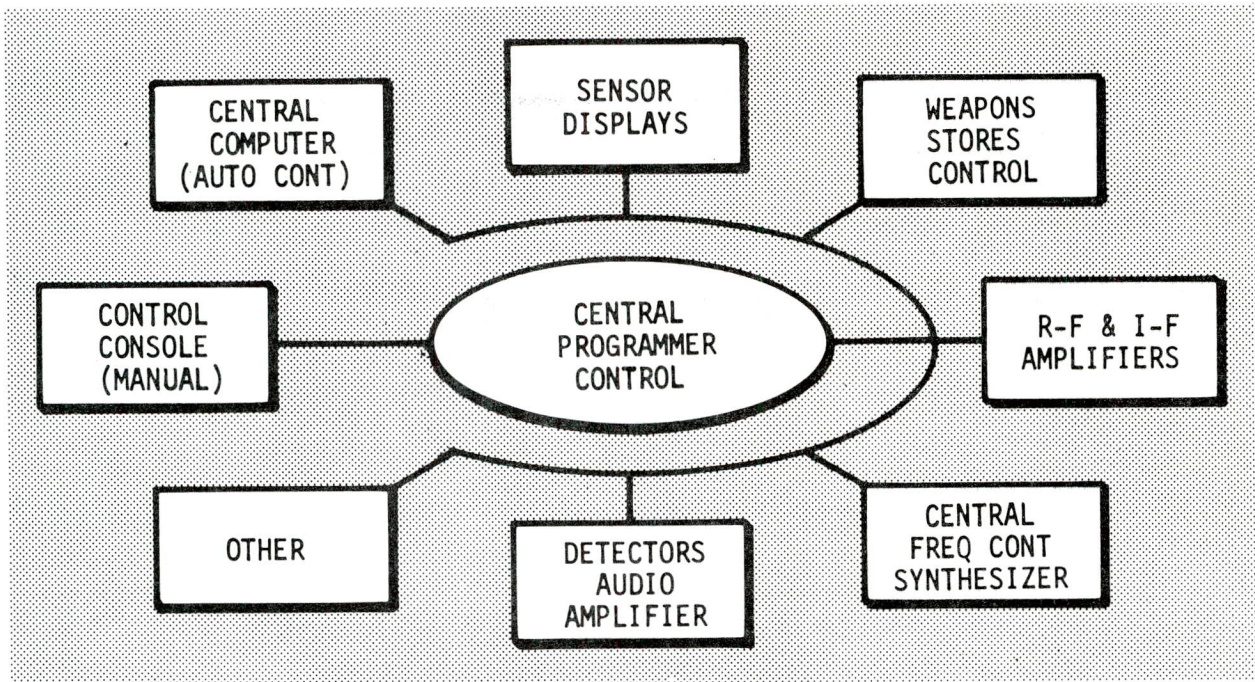 SENSOR
DISPLAYS
CENTRAL
COMPUTER
(AUTO CONT)
WEAPONS
STORES
CONTROL
CONTROL
CONSOLE
(MANUAL)
CENTRAL
PROGRAMMER
CONTROL
R-F & I-F
AMPLIFIERS
OTHER
DETECTORS
AUDIO
AMPLIFIER
CENTRAL
FREQ CONT
SYNTHESIZER